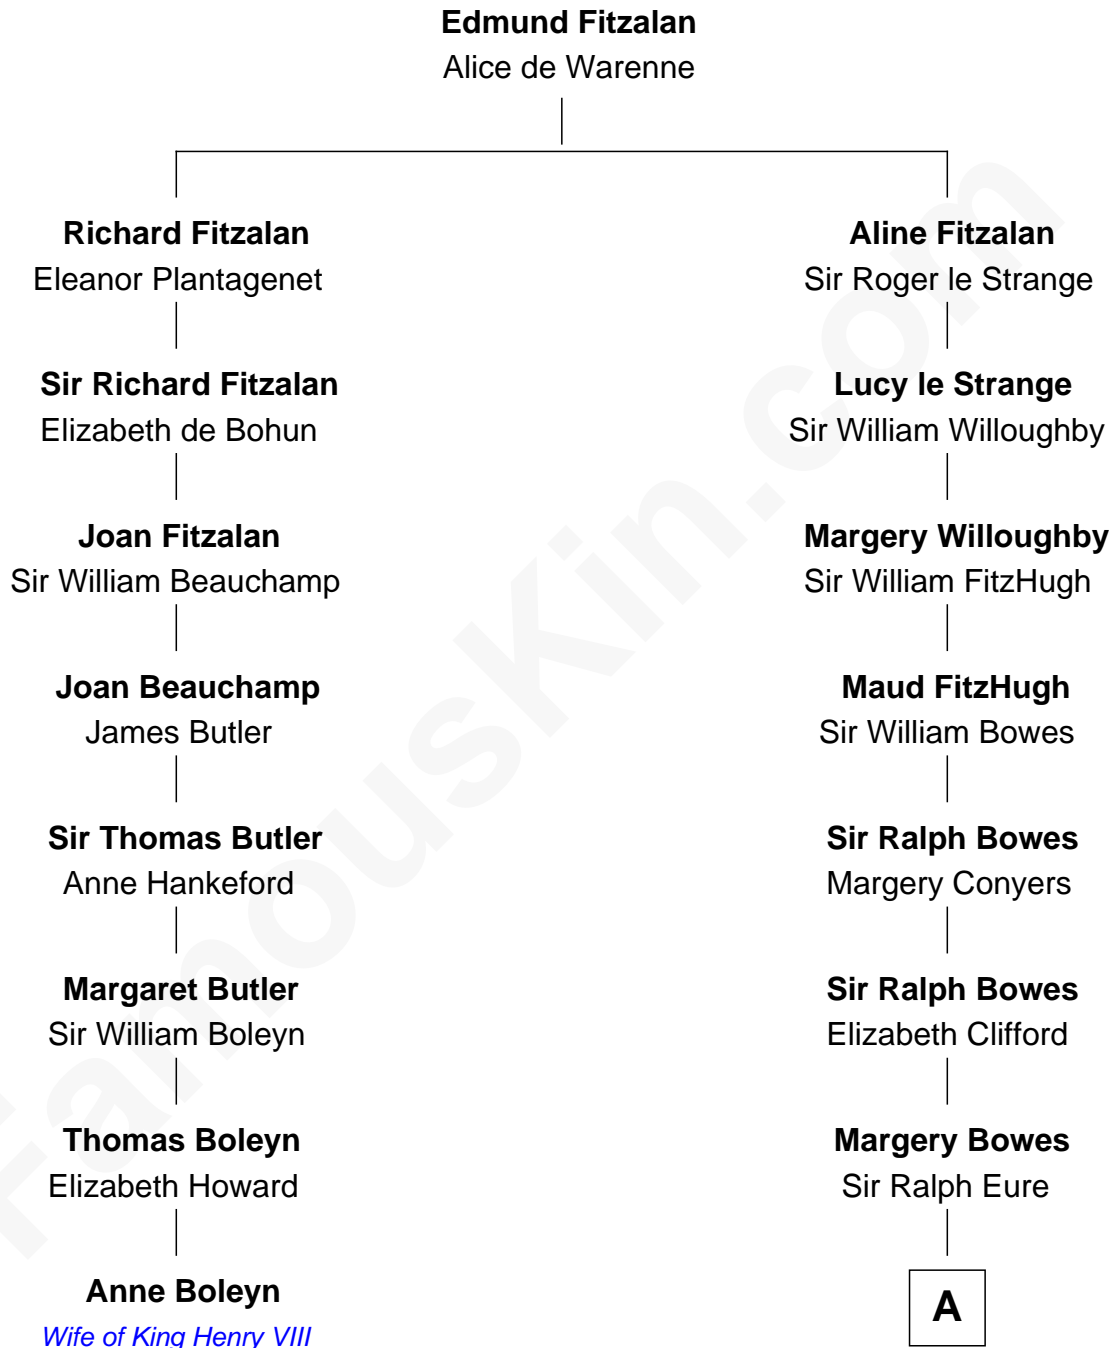 Edmund Fitzalan
Alice de Warenne
Richard Fitzalan
Eleanor Plantagenet
Sir Richard Fitzalan
Elizabeth de Bohun
Joan Fitzalan
Sir William Beauchamp
Joan Beauchamp
James Butler
Sir Thomas Butler
Anne Hankeford
Margaret Butler
Sir William Boleyn
Thomas Boleyn
Elizabeth Howard
Anne Boleyn
Wife of King Henry VIII
Aline Fitzalan
Sir Roger le Strange
Lucy le Strange
Sir William Willoughby
Margery Willoughby
Sir William FitzHugh
Maud FitzHugh
Sir William Bowes
Sir Ralph Bowes
Margery Conyers
Sir Ralph Bowes
Elizabeth Clifford
Margery Bowes
Sir Ralph Eure
A
FamousKin.com